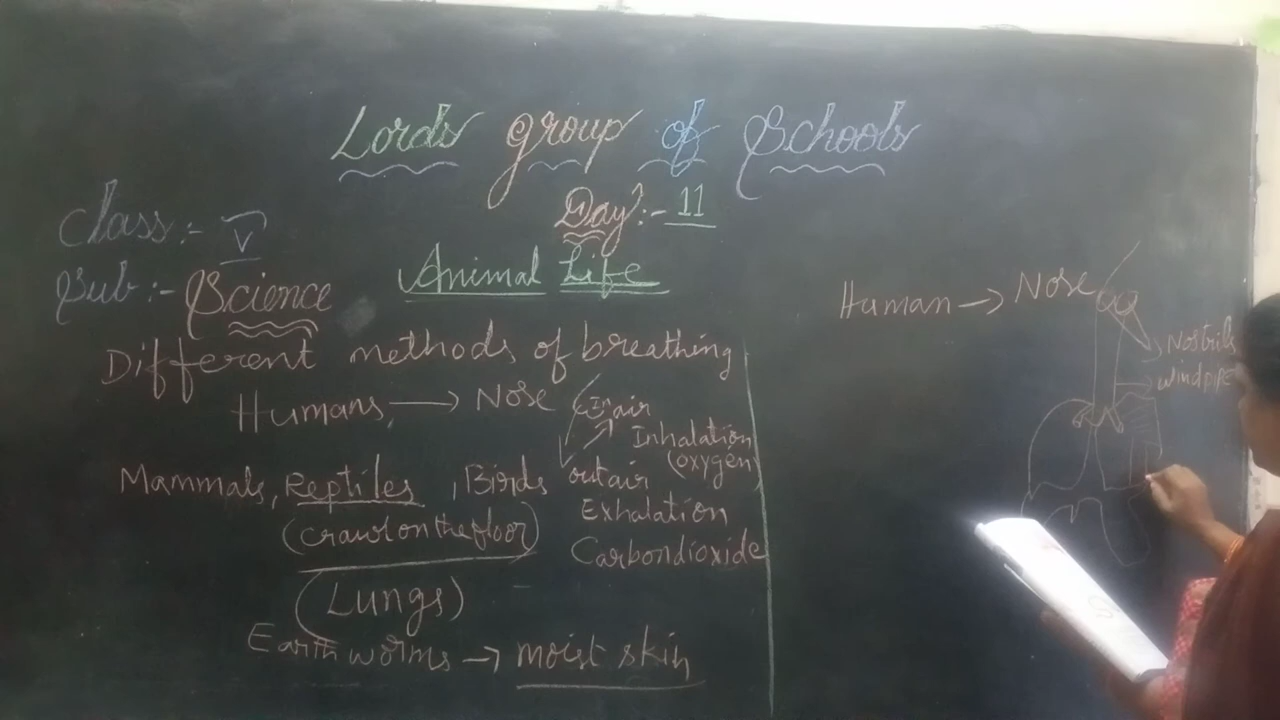 Lords group of Schools
Day:- 11
Class:- V
Sub:- Science
Animal Life
Different methods of breathing
Humans, → Nose
In air
Inhalation
(oxygen)
Mammals, Reptiles, Birds
out air
(crawl on the floor)
Exhalation
Carbondioxide
(Lungs)
Earth worms → moist skin
Human → Nose
Nostrils
windpipe